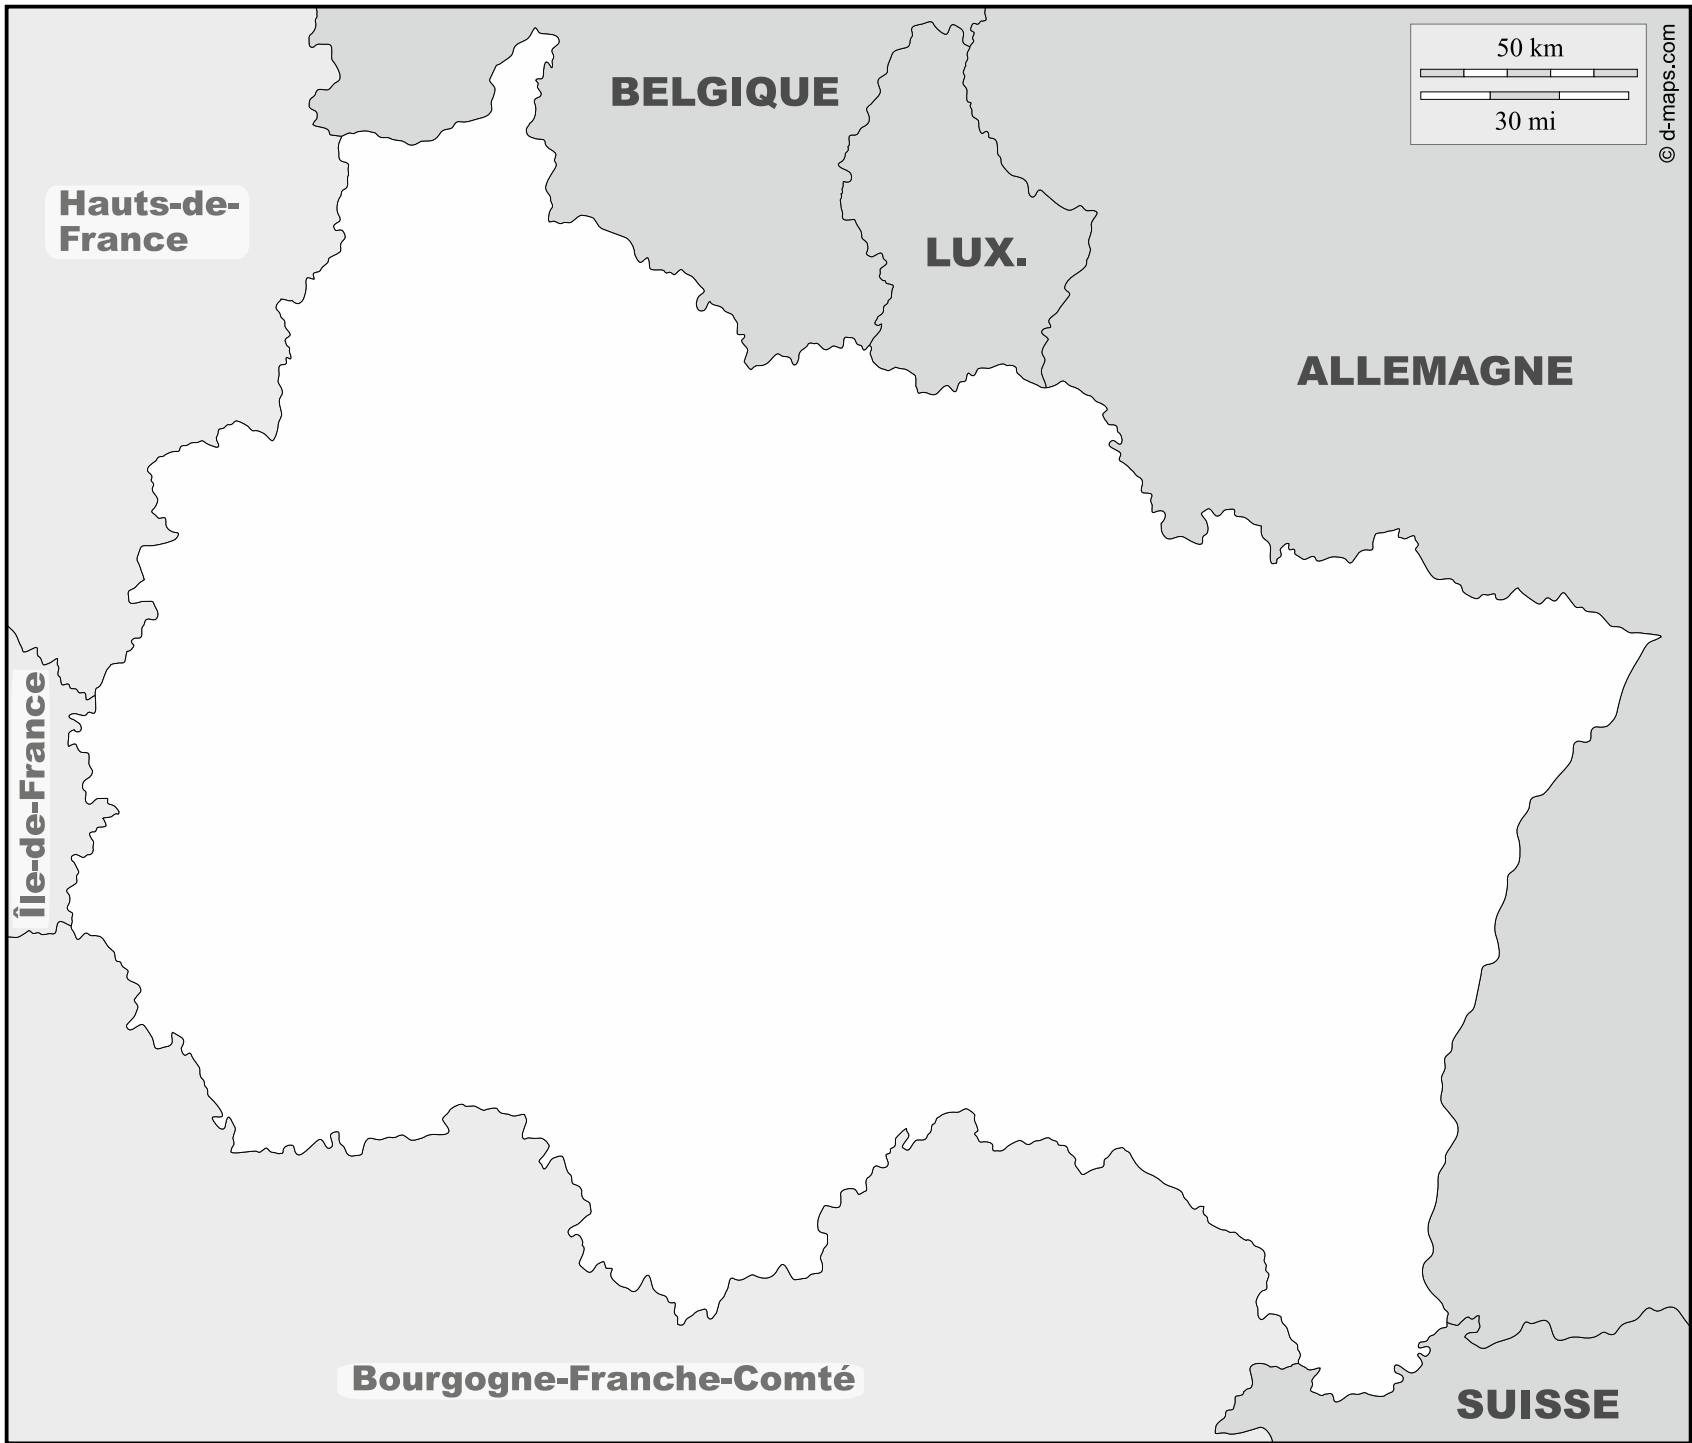 50 km
30 mi
© d-maps.com
BELGIQUE
Hauts-de-
France
LUX.
ALLEMAGNE
Île-de-France
Bourgogne-Franche-Comté
SUISSE